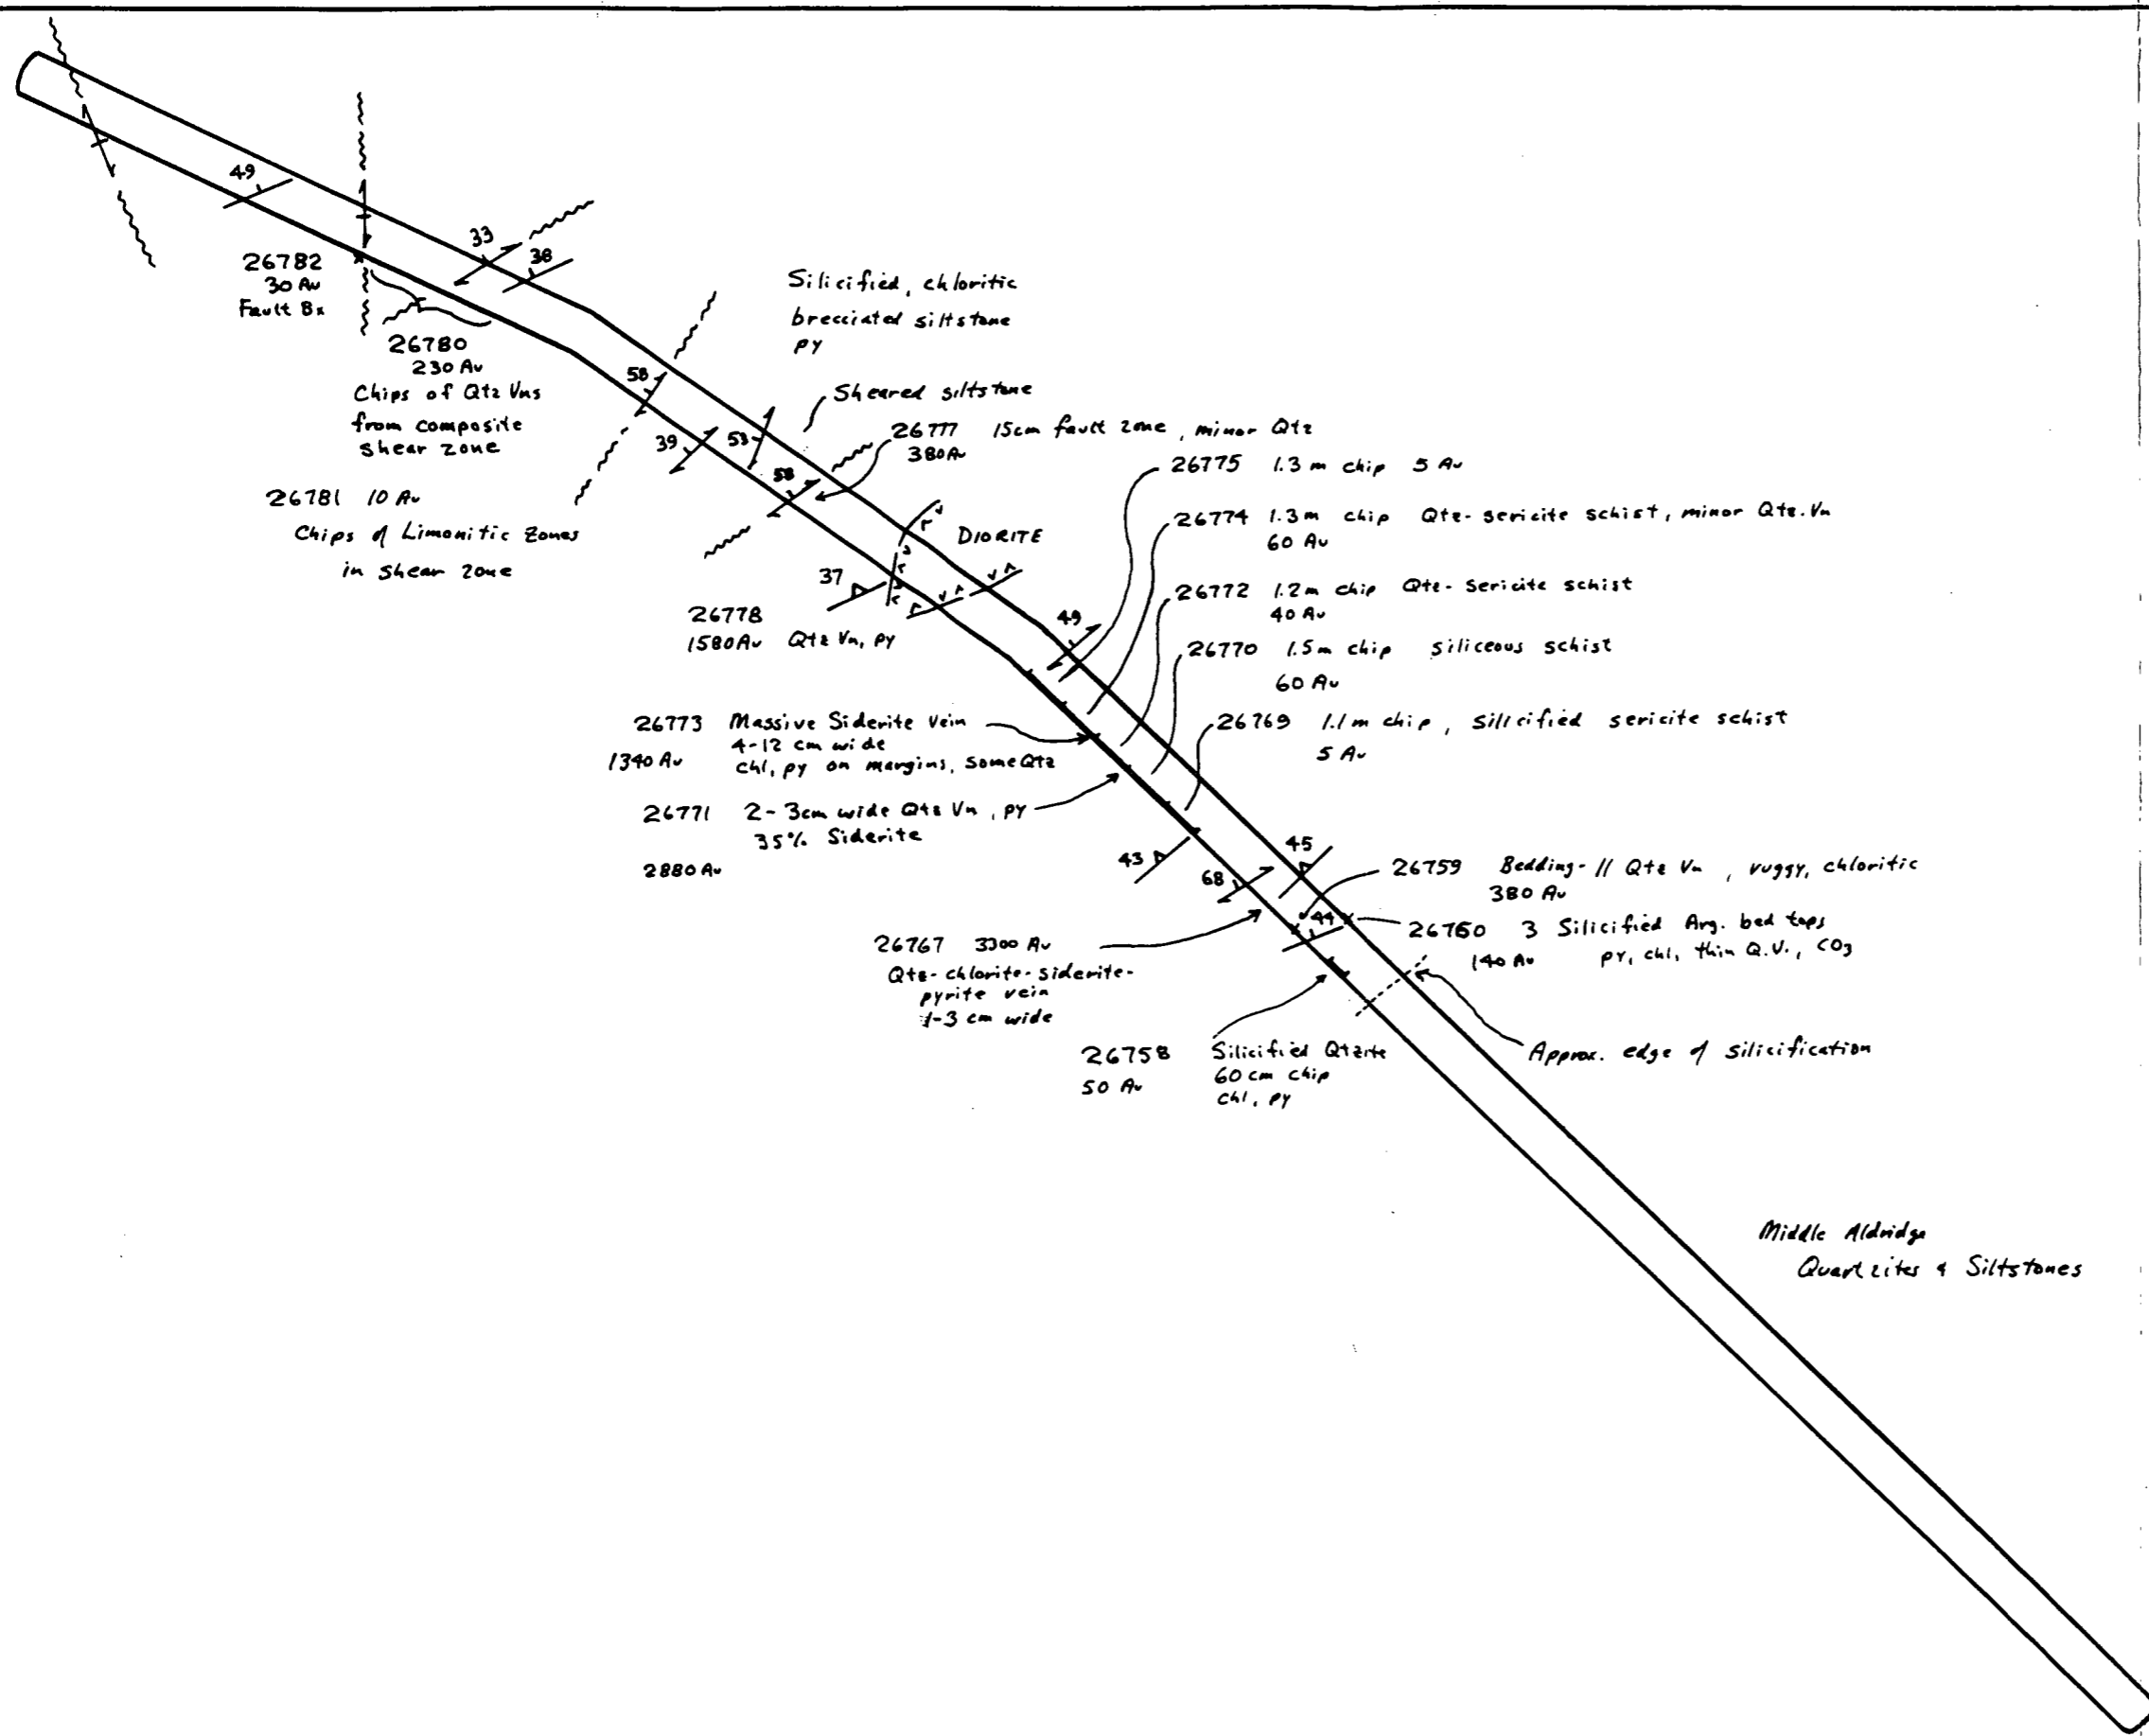 49
33
38
26782
30 Au
Fault Bx
26780
230 Au
Chips of Qtz Vns
from composite
shear zone
26781 10 Au
Chips of Limonitic Zones
in shear zone
Silicified, chloritic
brecciated siltstone
py
58
Sheared siltstone
39
53
58
26777 15cm fault zone, minor Qtz
380 Au
26775 1.3 m chip 5 Au
26774 1.3m chip Qtz-sericite schist, minor Qtz. Vn
60 Au
DIORITE
37
26772 1.2m chip Qtz-sericite schist
40 Au
26778
1580 Au Qtz Vn, py
49
26770 1.5m chip siliceous schist
60 Au
26769 1.1m chip, silicified sericite schist
5 Au
26773 Massive Siderite Vein
4-12 cm wide
1340 Au chl, py on margins, some Qtz
26771 2-3cm wide Qtz Vn, py
35% Siderite
2880 Au
43
45
68
26759 Bedding-// Qtz Vn, vuggy, chloritic
380 Au
44
26760 3 Silicified Arg. bed tops
140 Au py, chl, thin Q.V., CO3
26767 3300 Au
Qtz-chlorite-siderite-
pyrite vein
1-3 cm wide
26758 Silicified Qtzite
50 Au 60 cm chip
chl, py
Approx. edge of silicification
Middle Aldridge
Quartzites & Siltstones